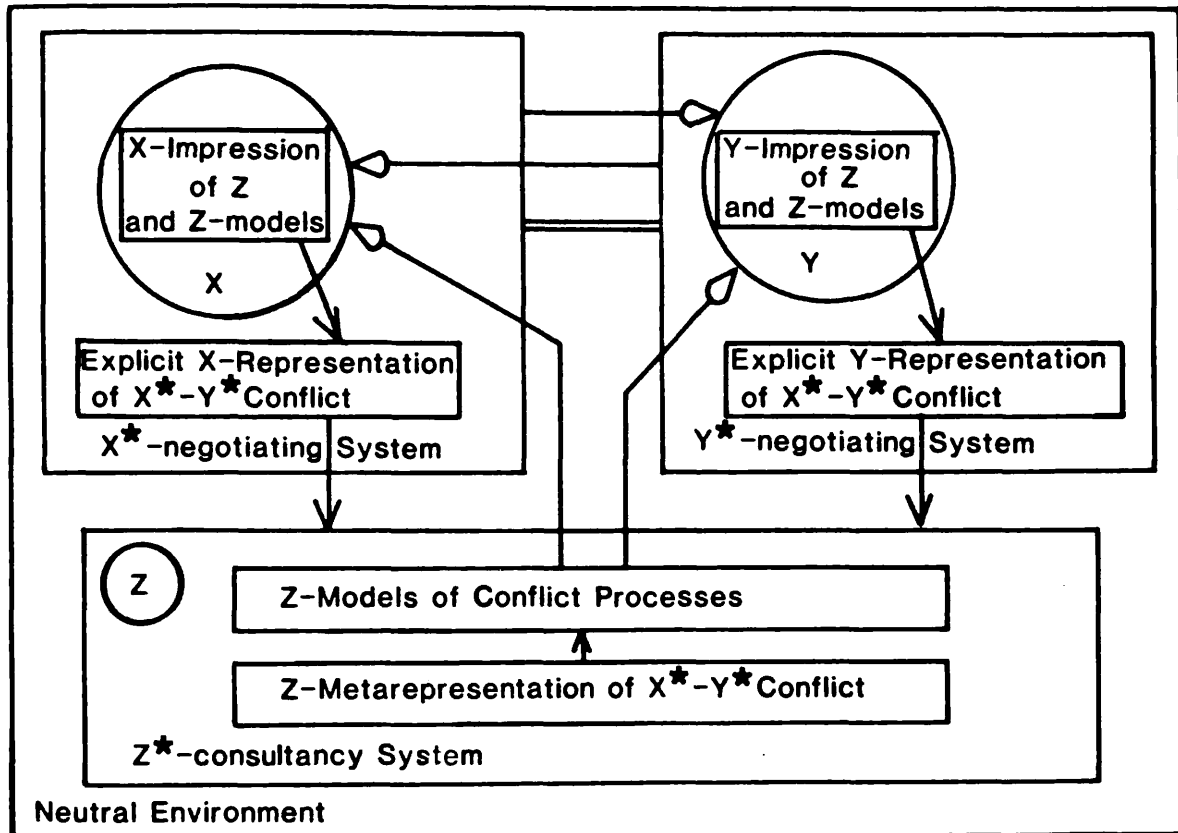 X-Impression
of Z
and Z-models
X
Explicit X-Representation
of X*-Y* Conflict
X*-negotiating System
Y-Impression
of Z
and Z-models
Y
Explicit Y-Representation
of X*-Y* Conflict
Y*-negotiating System
Z
Z-Models of Conflict Processes
Z-Metarepresentation of X*-Y* Conflict
Z*-consultancy System
Neutral Environment